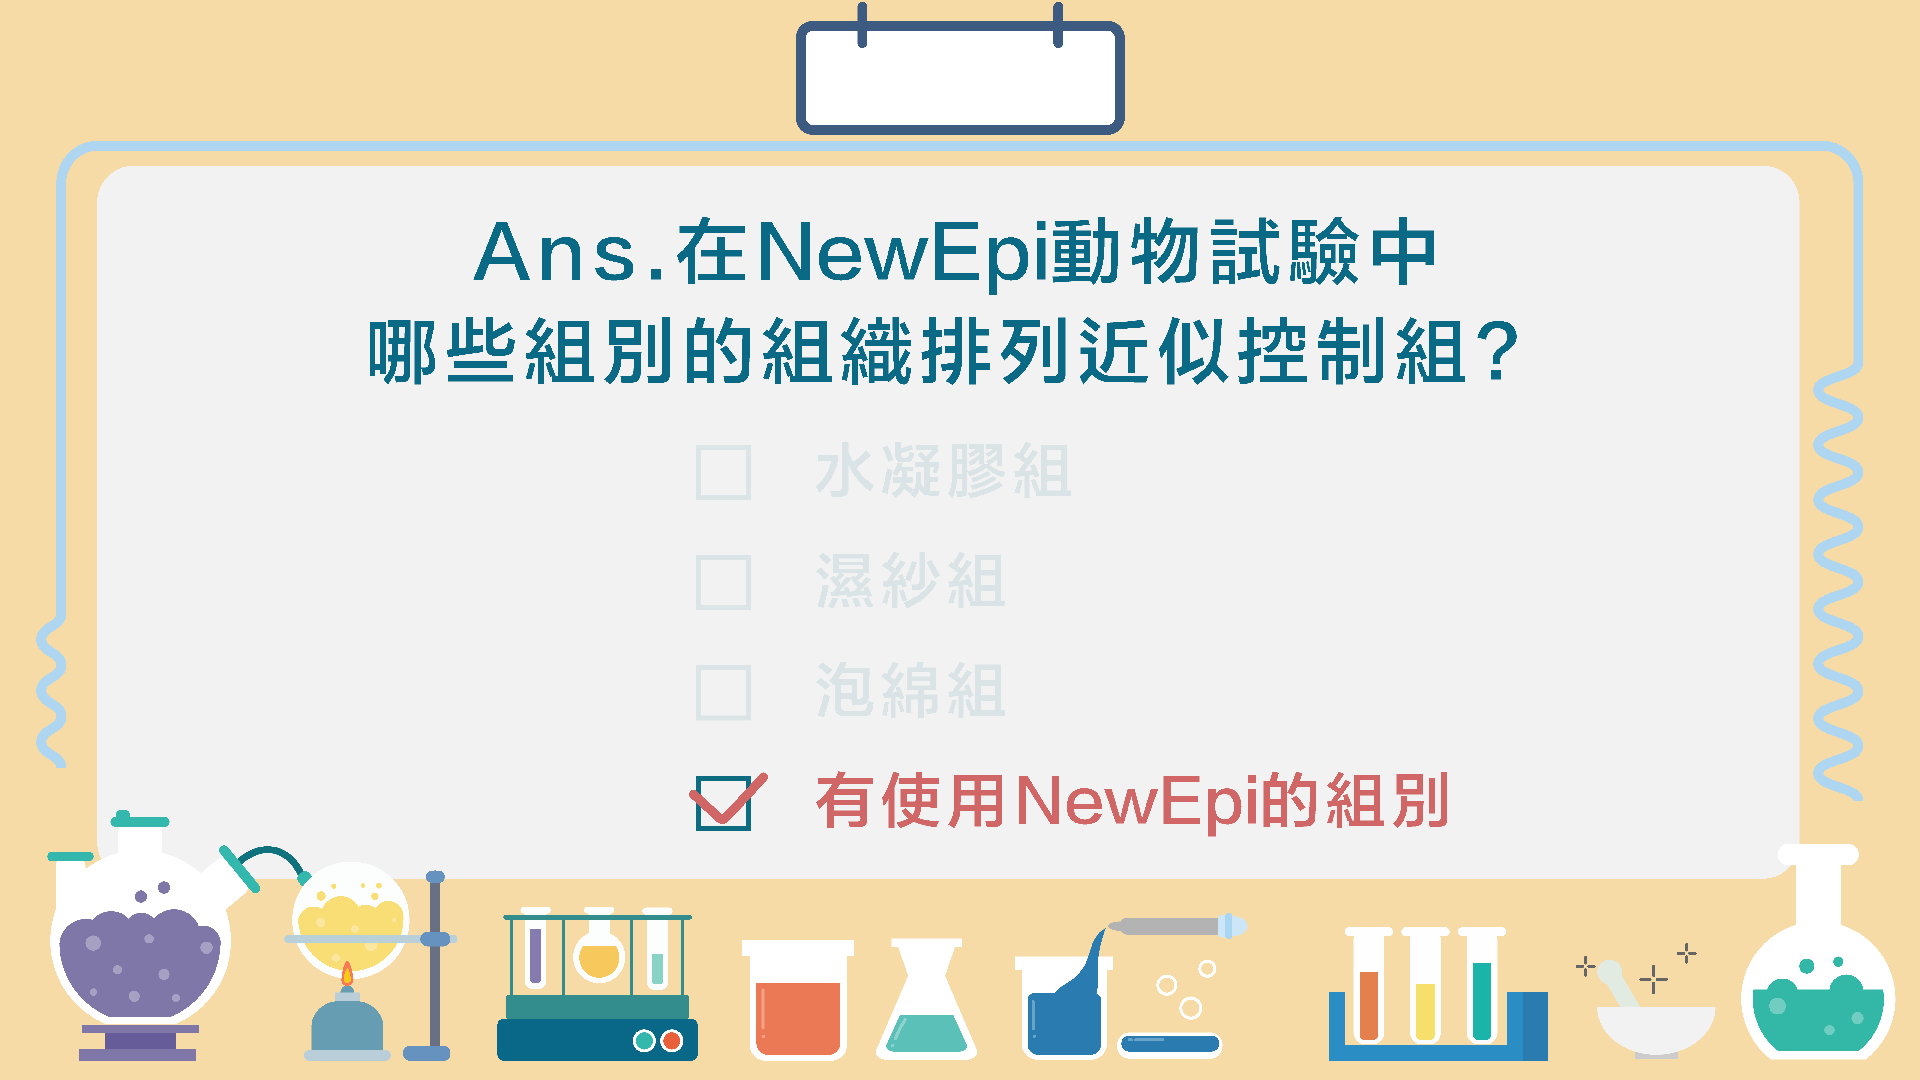 Ans.在NewEpi動物試驗中
哪些組別的組織排列近似控制組?
水凝膠組
濕紗組
泡綿組
有使用NewEpi的組別